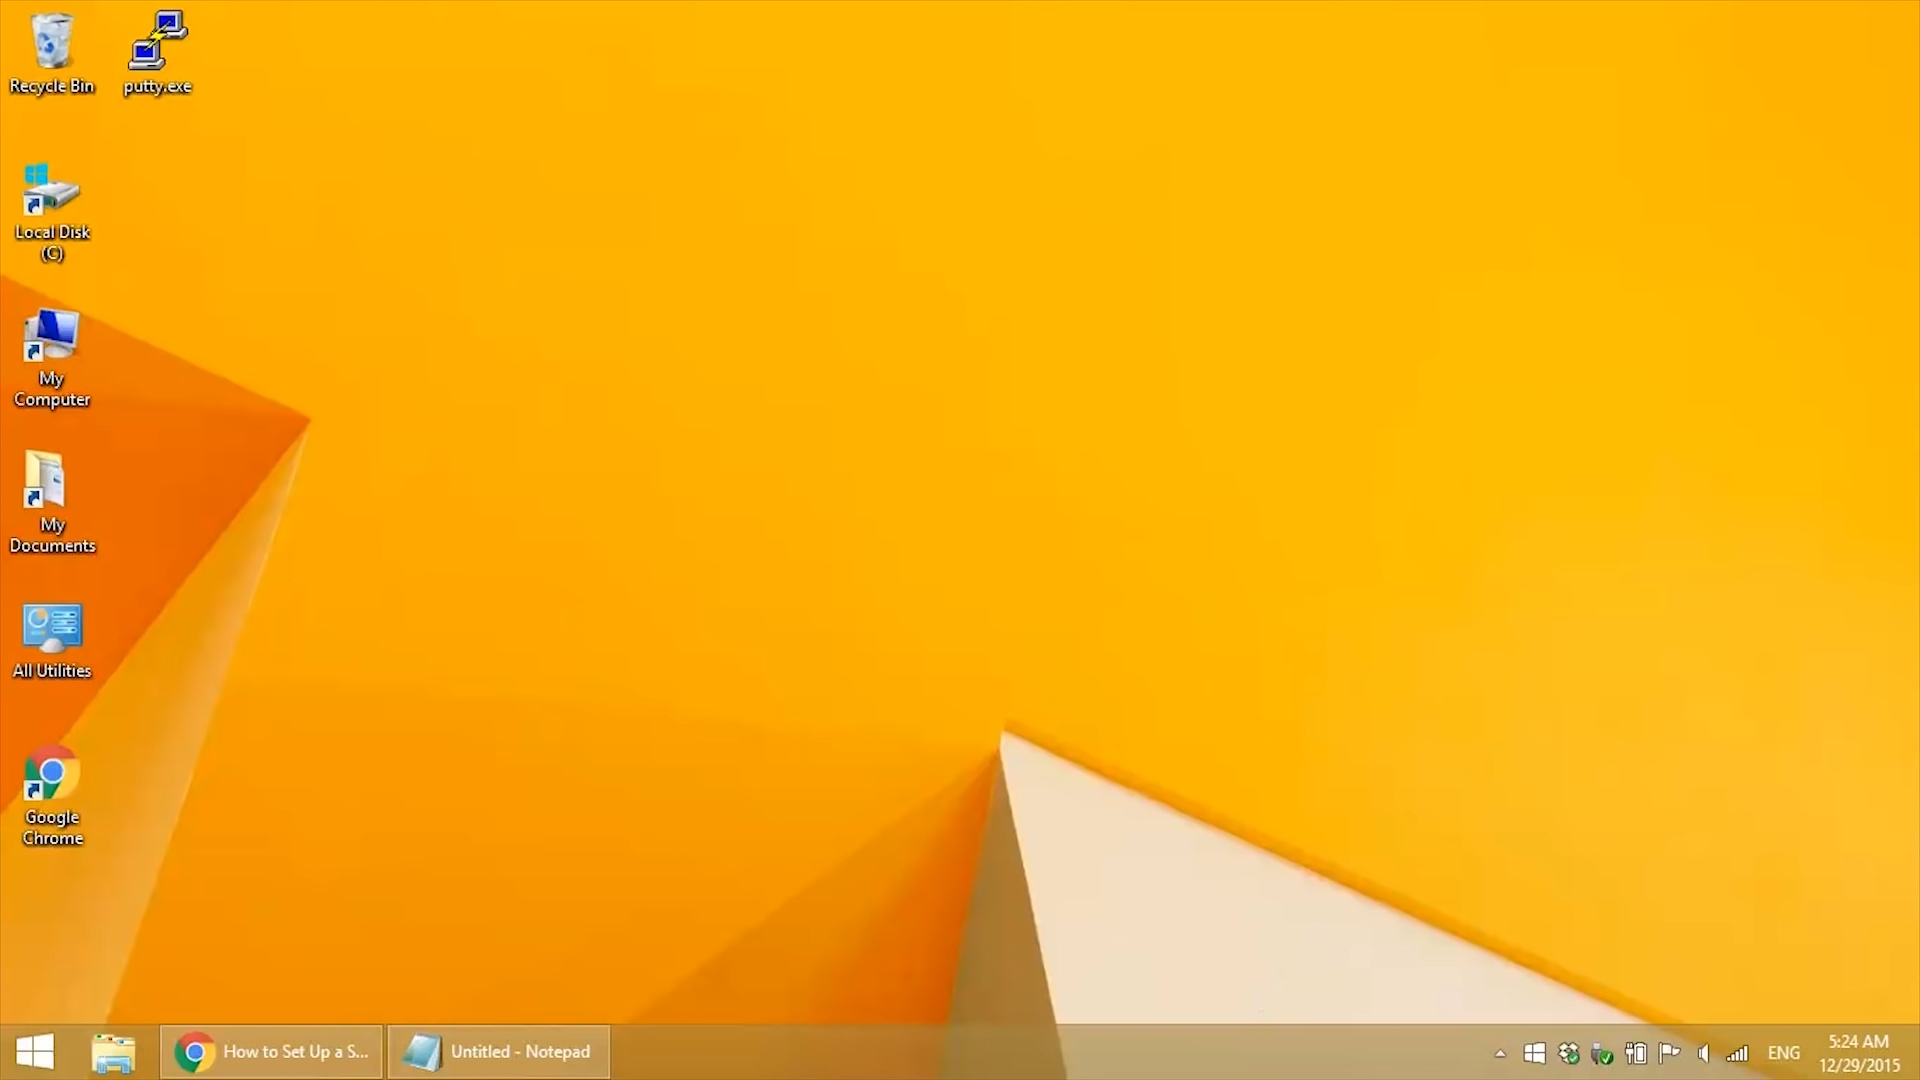 Recycle Bin
putty.exe
Local Disk
(C)
My
Computer
My
Documents
All Utilities
Google
Chrome
How to Set Up a S...
Untitled - Notepad
ENG
5:24 AM
12/29/2015